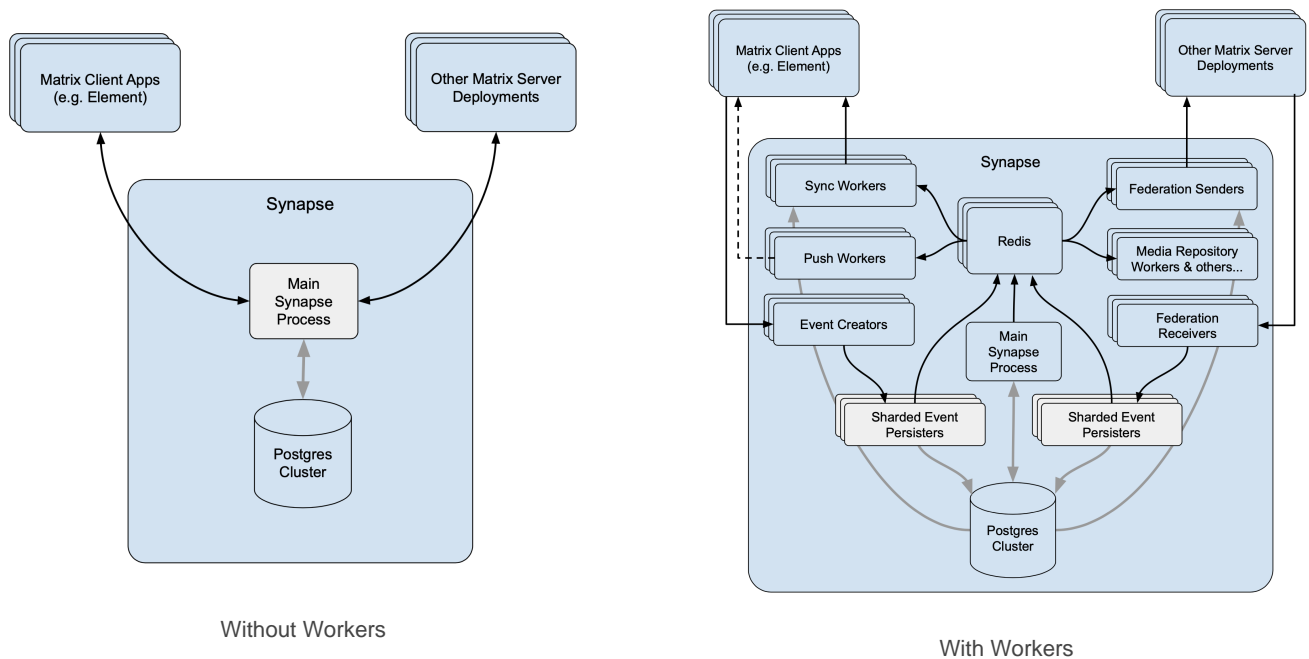 Matrix Client Apps
(e.g. Element)
Other Matrix Server
Deployments
Synapse
Main
Synapse
Process
Postgres
Cluster
Without Workers
Matrix Client Apps
(e.g. Element)
Other Matrix Server
Deployments
Synapse
Sync Workers
Federation Senders
Redis
Push Workers
Media Repository
Workers & others...
Event Creators
Federation
Receivers
Main
Synapse
Process
Sharded Event
Persisters
Sharded Event
Persisters
Postgres
Cluster
With Workers